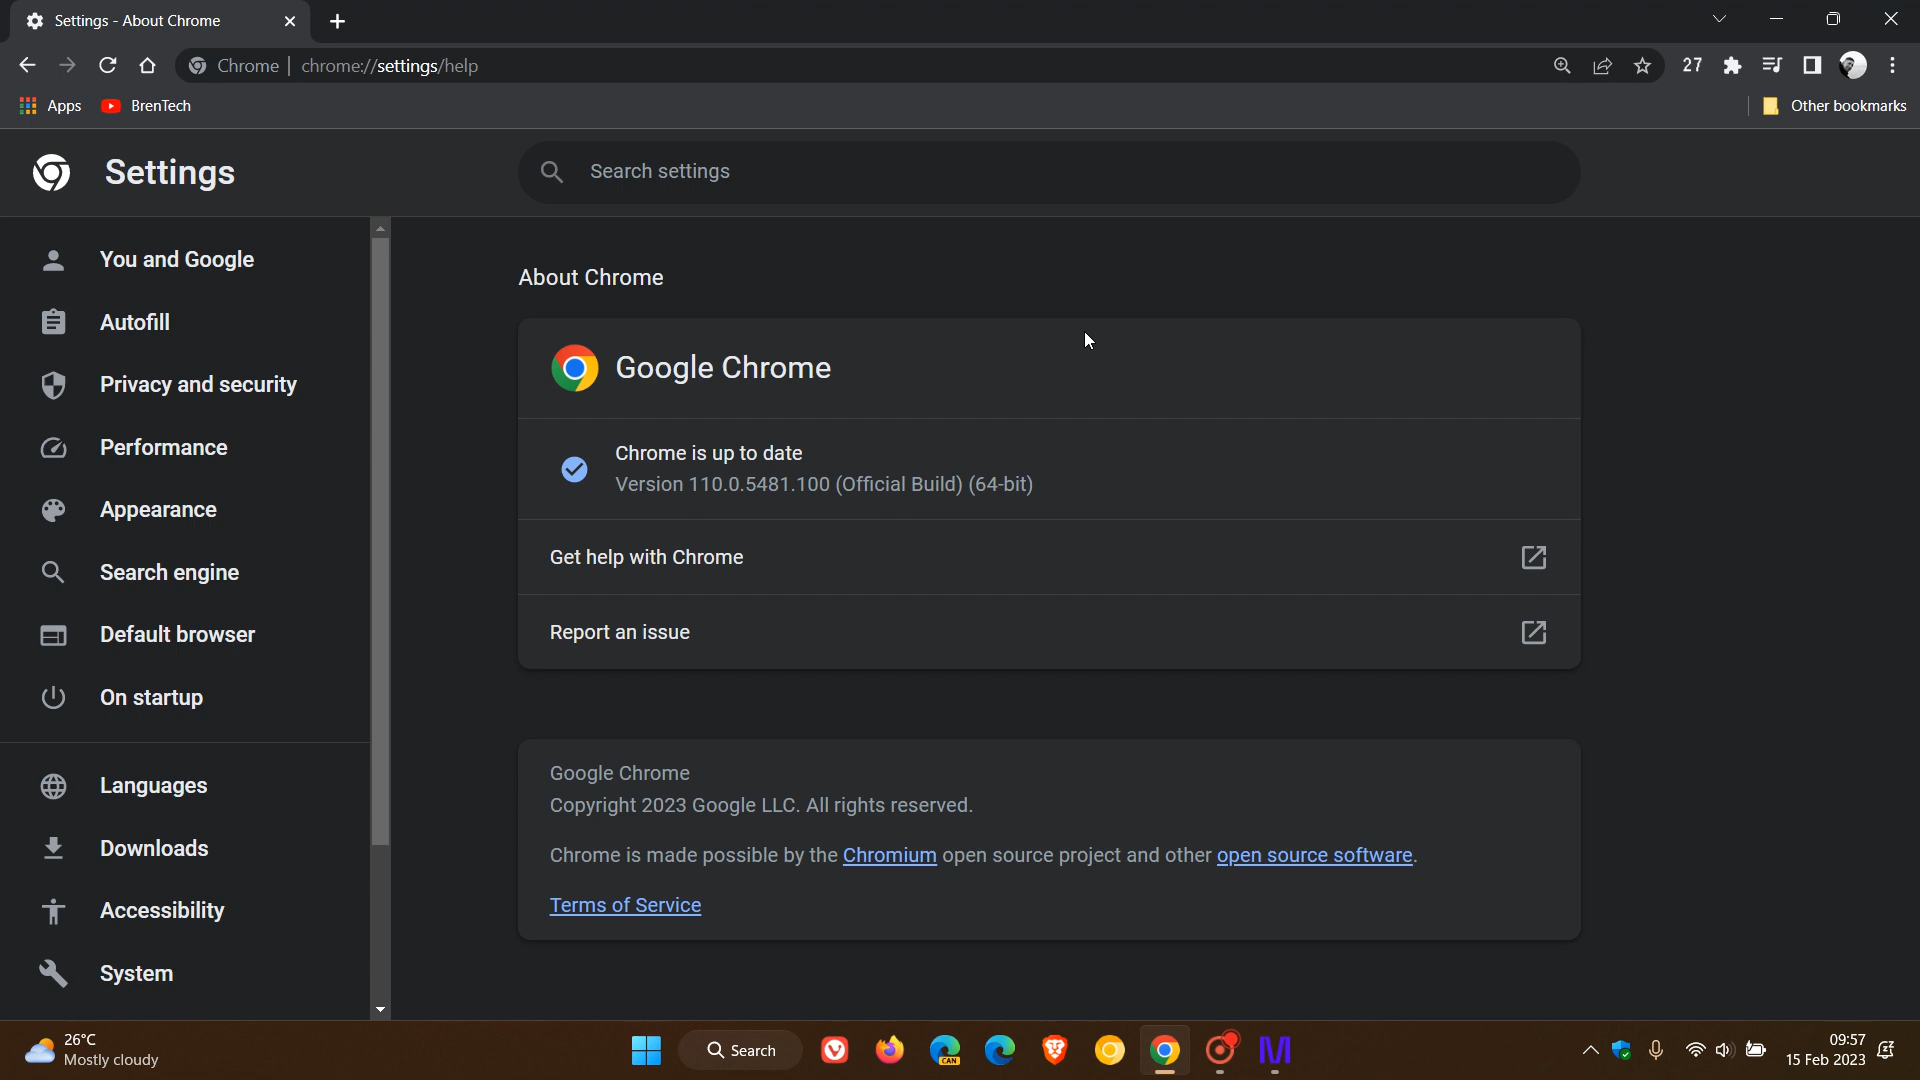 Settings - About Chrome
Chrome | chrome://settings/help
27
Apps
BrenTech
Other bookmarks
Settings
Search settings
You and Google
Autofill
Privacy and security
Performance
Appearance
Search engine
Default browser
On startup
Languages
Downloads
Accessibility
System
About Chrome
Google Chrome
Chrome is up to date
Version 110.0.5481.100 (Official Build) (64-bit)
Get help with Chrome
Report an issue
Google Chrome
Copyright 2023 Google LLC. All rights reserved.
Chrome is made possible by the Chromium open source project and other open source software.
Terms of Service
26°C
Mostly cloudy
Search
CAN
09:57
15 Feb 2023